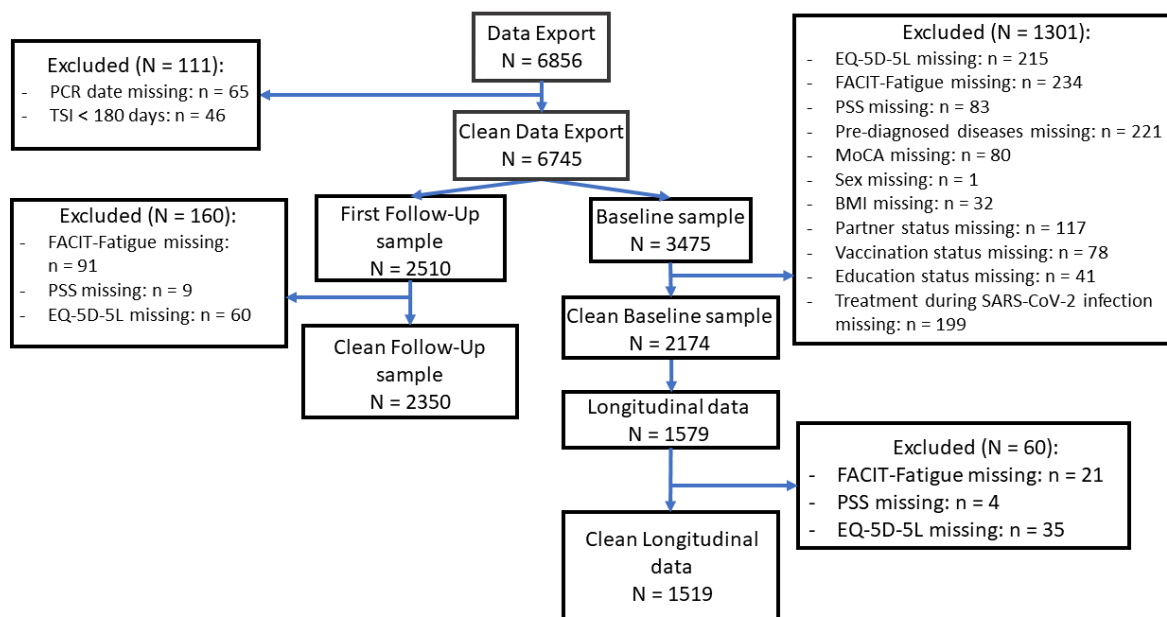 Data Export
N = 6856
Excluded (N = 111):
- PCR date missing: n = 65
- TSI < 180 days: n = 46
Clean Data Export
N = 6745
Excluded (N = 1301):
- EQ-5D-5L missing: n = 215
- FACIT-Fatigue missing: n = 234
- PSS missing: n = 83
- Pre-diagnosed diseases missing: n = 221
- MoCA missing: n = 80
- Sex missing: n = 1
- BMI missing: n = 32
- Partner status missing: n = 117
- Vaccination status missing: n = 78
- Education status missing: n = 41
- Treatment during SARS-CoV-2 infection
missing: n = 199
First Follow-Up
sample
N = 2510
Baseline sample
N = 3475
Excluded (N = 160):
- FACIT-Fatigue missing:
n = 91
- PSS missing: n = 9
- EQ-5D-5L missing: n = 60
Clean Follow-Up
sample
N = 2350
Clean Baseline sample
N = 2174
Longitudinal data
N = 1579
Excluded (N = 60):
- FACIT-Fatigue missing: n = 21
- PSS missing: n = 4
- EQ-5D-5L missing: n = 35
Clean Longitudinal
data
N = 1519